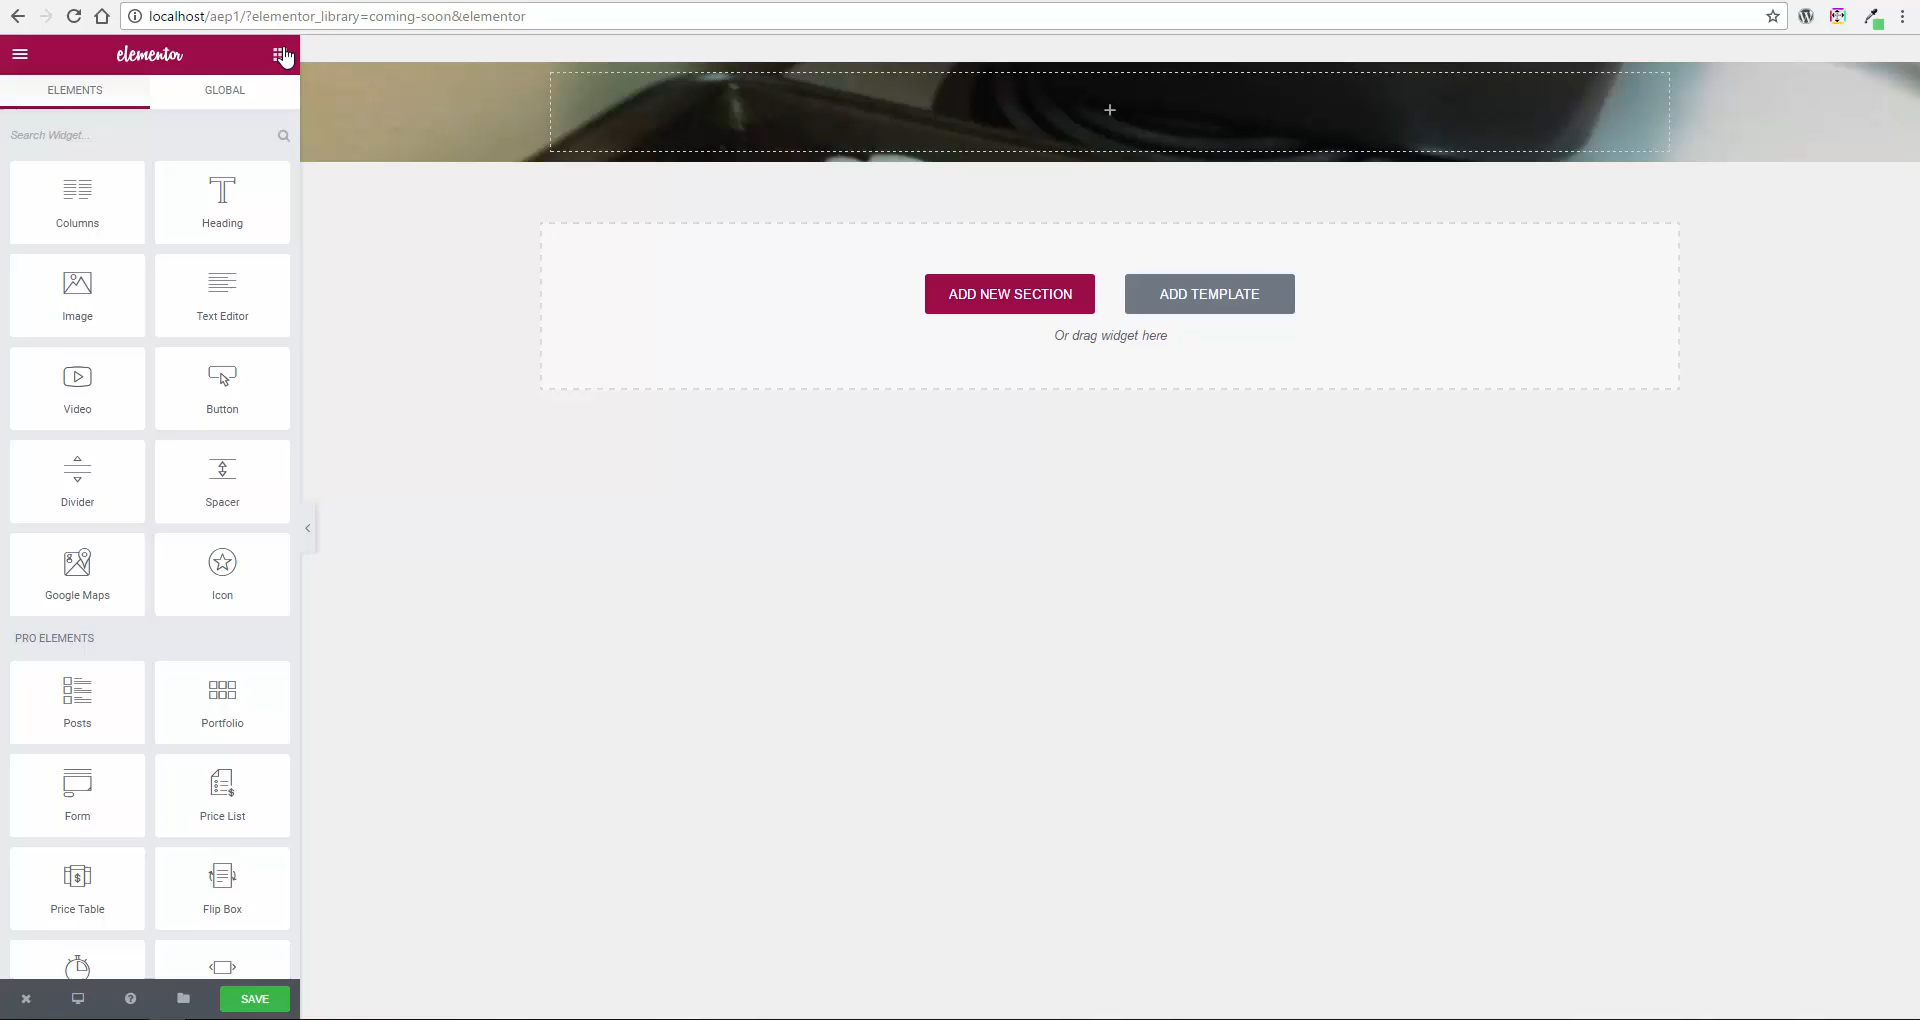 localhost/aep1/?elementor_library=coming-soon&elementor
elementor
ELEMENTS GLOBAL
Search Widget...
Columns Heading
Image Text Editor
Video Button
Divider Spacer
Google Maps Icon
PRO ELEMENTS
Posts Portfolio
Form Price List
Price Table Flip Box
SAVE
+
ADD NEW SECTION ADD TEMPLATE
Or drag widget here